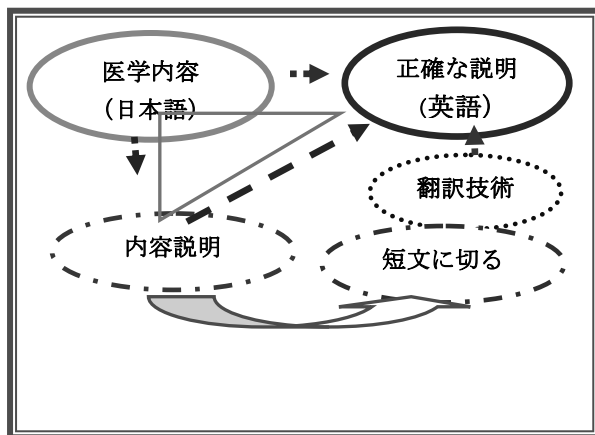 医学内容
（日本語）
正確な説明
（英語）
翻訳技術
内容説明
短文に切る